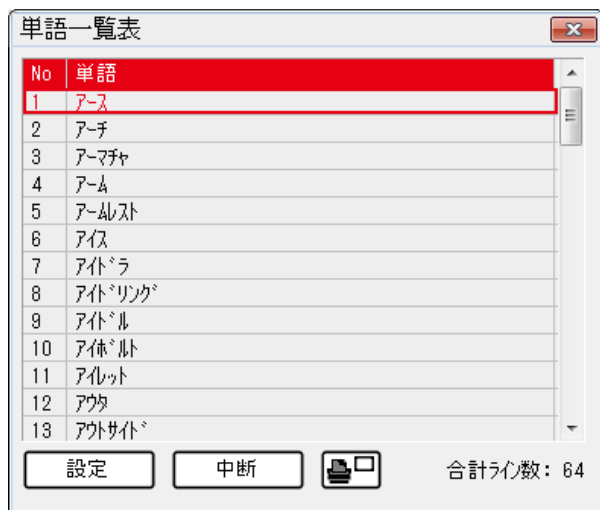 単語一覧表
No 単語
1 ｱｰｽ
2 ｱｰﾁ
3 ｱｰﾏﾁｬ
4 ｱｰﾑ
5 ｱｰﾑﾚｽﾄ
6 ｱｲｽ
7 ｱｲﾄﾞﾗ
8 ｱｲﾄﾞﾘﾝｸﾞ
9 ｱｲﾄﾞﾙ
10 ｱｲﾎﾞﾙﾄ
11 ｱｲﾚｯﾄ
12 ｱｳﾀ
13 ｱｳﾄｻｲﾄﾞ
設定 中断 合計ﾗｲﾝ数: 64